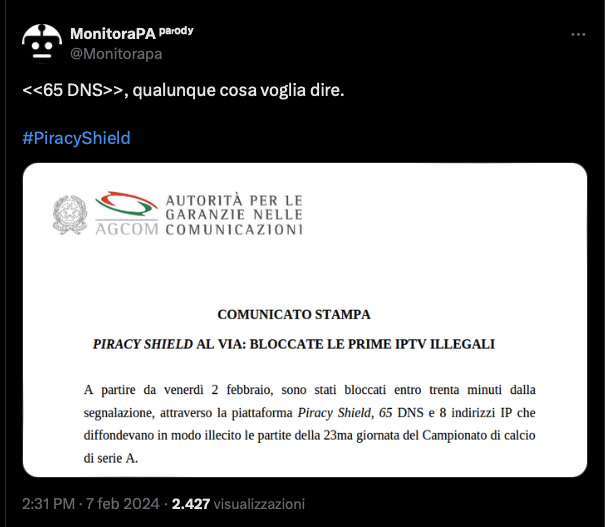 MonitoraPA parody
@Monitorapa
<<65 DNS>>, qualunque cosa voglia dire.
#PiracyShield
AGCOM
AUTORITÀ PER LE
GARANZIE NELLE
COMUNICAZIONI
COMUNICATO STAMPA
PIRACY SHIELD AL VIA: BLOCCATE LE PRIME IPTV ILLEGALI
A partire da venerdì 2 febbraio, sono stati bloccati entro trenta minuti dalla
segnalazione, attraverso la piattaforma Piracy Shield, 65 DNS e 8 indirizzi IP che
diffondevano in modo illecito le partite della 23ma giornata del Campionato di calcio
di serie A.
2:31 PM · 7 feb 2024 · 2.427 visualizzazioni